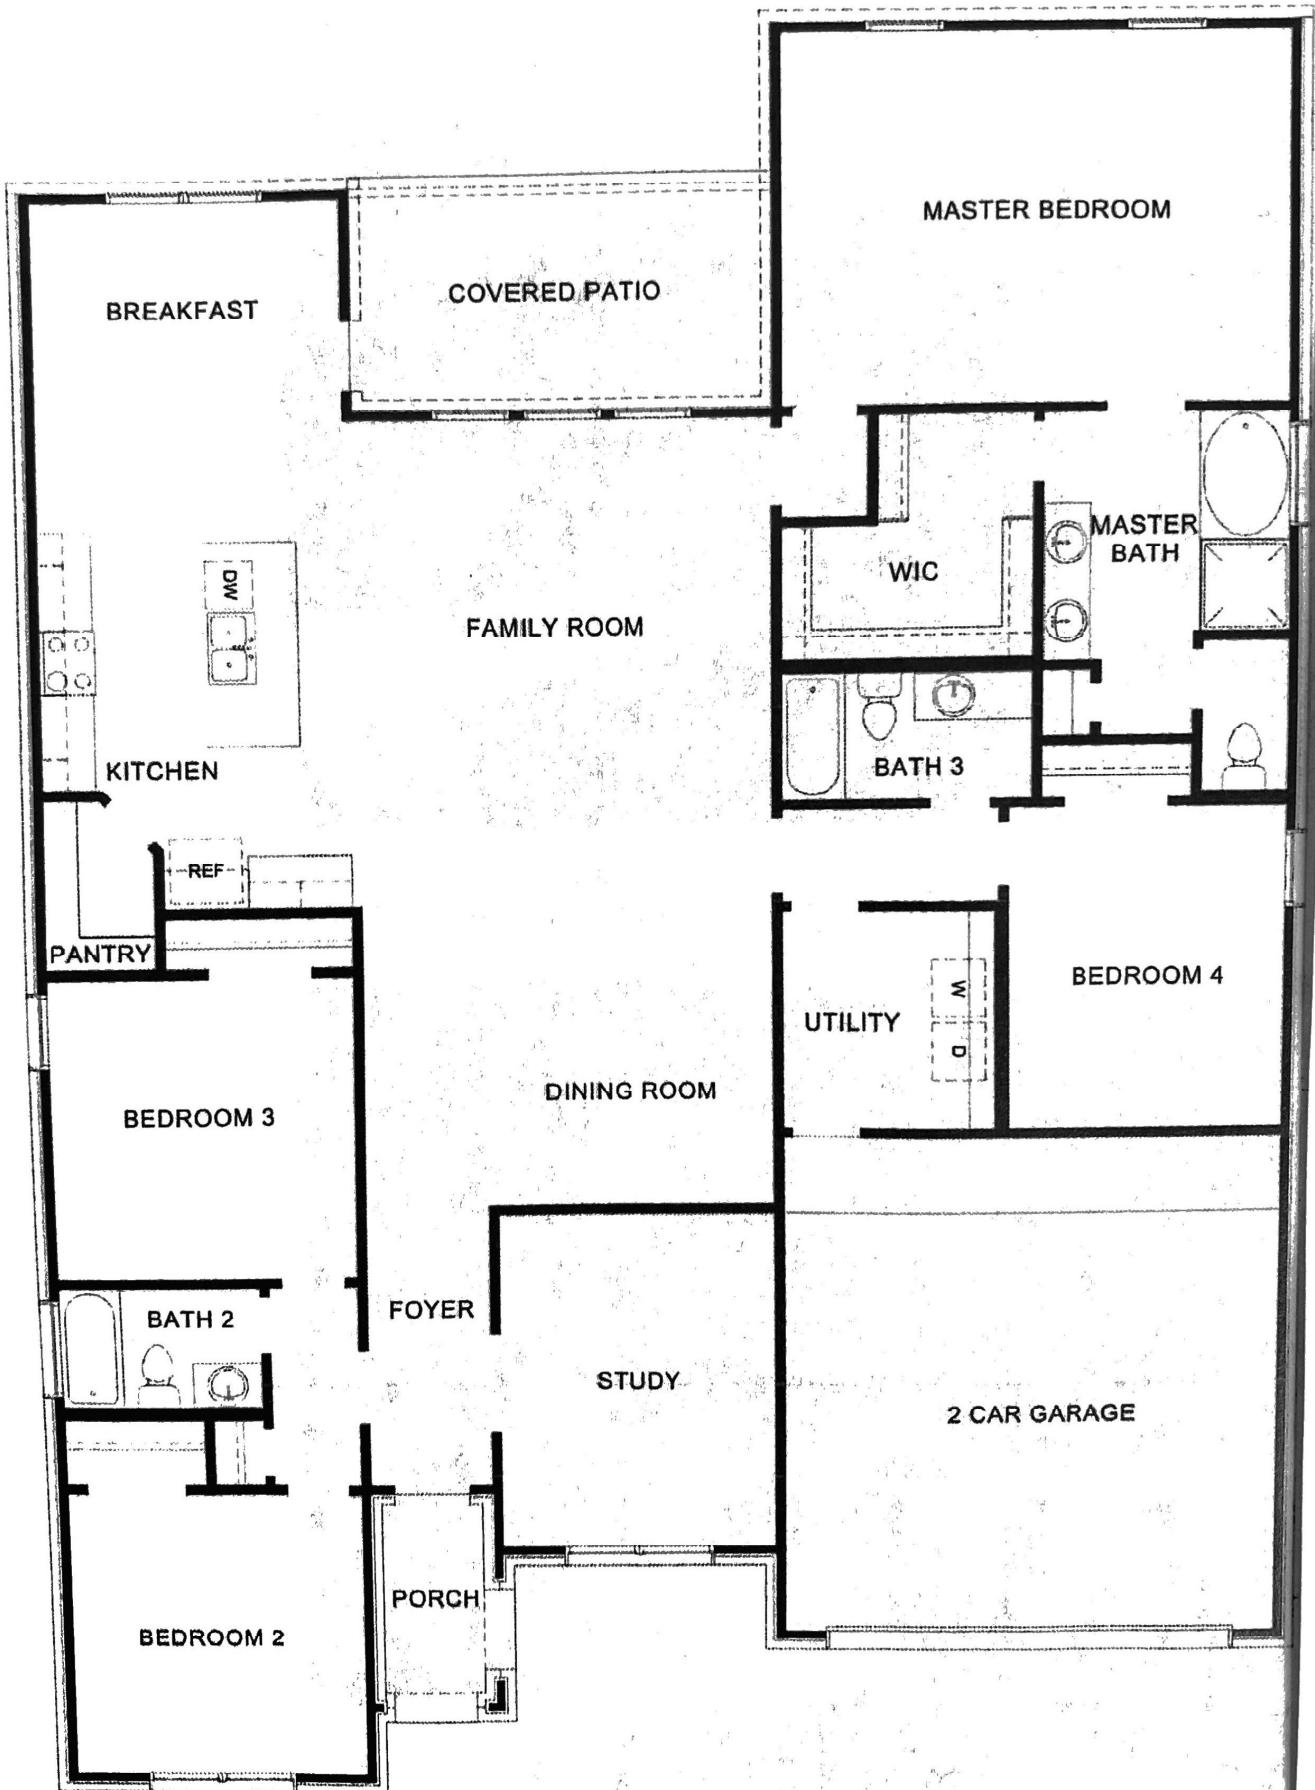 MASTER BEDROOM
COVERED PATIO
BREAKFAST
MASTER
BATH
DW
WIC
FAMILY ROOM
KITCHEN
BATH 3
REF
PANTRY
BEDROOM 4
W
UTILITY
D
DINING ROOM
BEDROOM 3
FOYER
BATH 2
STUDY
2 CAR GARAGE
PORCH
BEDROOM 2